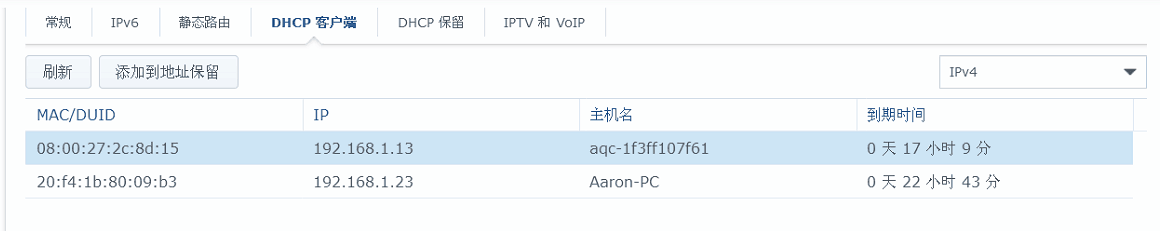 常规 IPv6 静态路由 DHCP 客户端 DHCP 保留 IPTV 和 VoIP
刷新 添加到地址保留 IPv4
MAC/DUID IP 主机名 到期时间
08:00:27:2c:8d:15 192.168.1.13 aqc-1f3ff107f61 0 天 17 小时 9 分
20:f4:1b:80:09:b3 192.168.1.23 Aaron-PC 0 天 22 小时 43 分